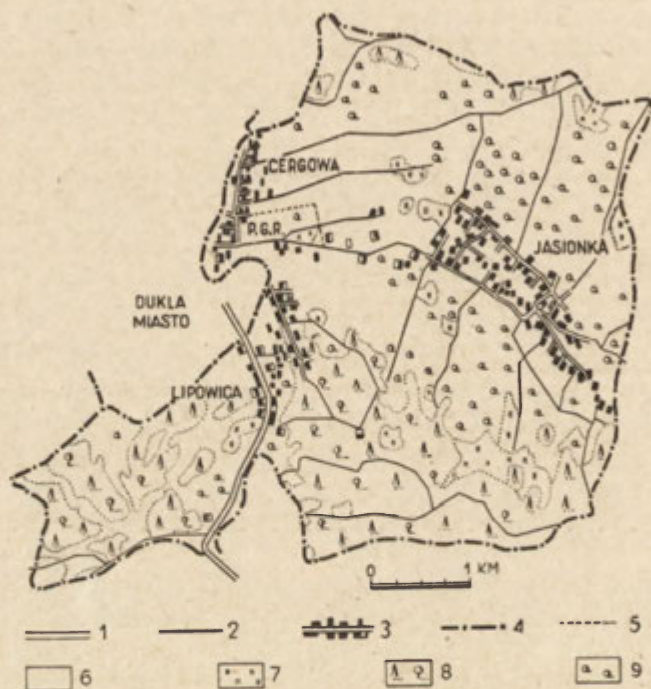 CERGOWA
P.G.R.
JASIONKA
DUKLA
MIASTO
LIPOWICA
0 1 KM
1 2 3 4 5
6 7 8 9